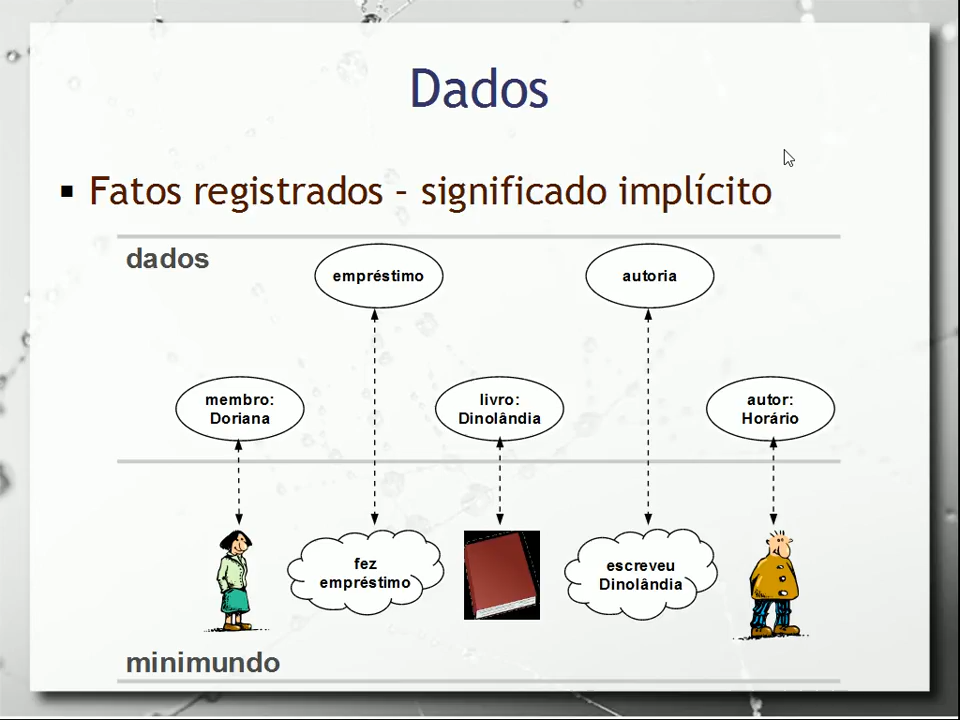 Dados
▪ Fatos registrados – significado implícito
dados
empréstimo
autoria
membro:
Doriana
livro:
Dinolândia
autor:
Horário
fez
empréstimo
escreveu
Dinolândia
minimundo